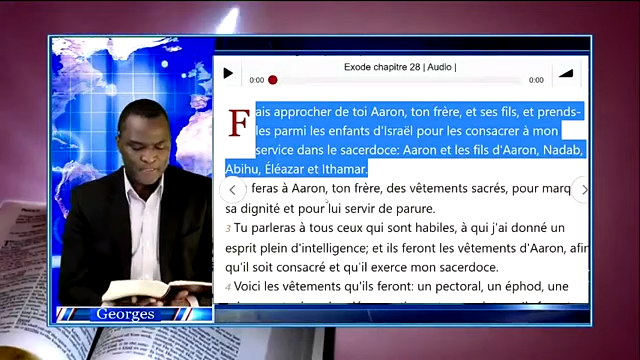 Exode chapitre 28 | Audio |
0:00
0:00
Fais approcher de toi Aaron, ton frère, et ses fils, et prends-
les parmi les enfants d'Israël pour les consacrer à mon
service dans le sacerdoce: Aaron et les fils d'Aaron, Nadab,
Abihu, Éléazar et Ithamar.
feras à Aaron, ton frère, des vêtements sacrés, pour marq
sa dignité et pour lui servir de parure.
3 Tu parleras à tous ceux qui sont habiles, à qui j'ai donné un
esprit plein d'intelligence; et ils feront les vêtements d'Aaron, afin
qu'il soit consacré et qu'il exerce mon sacerdoce.
4 Voici les vêtements qu'ils feront: un pectoral, un éphod, une
Georges